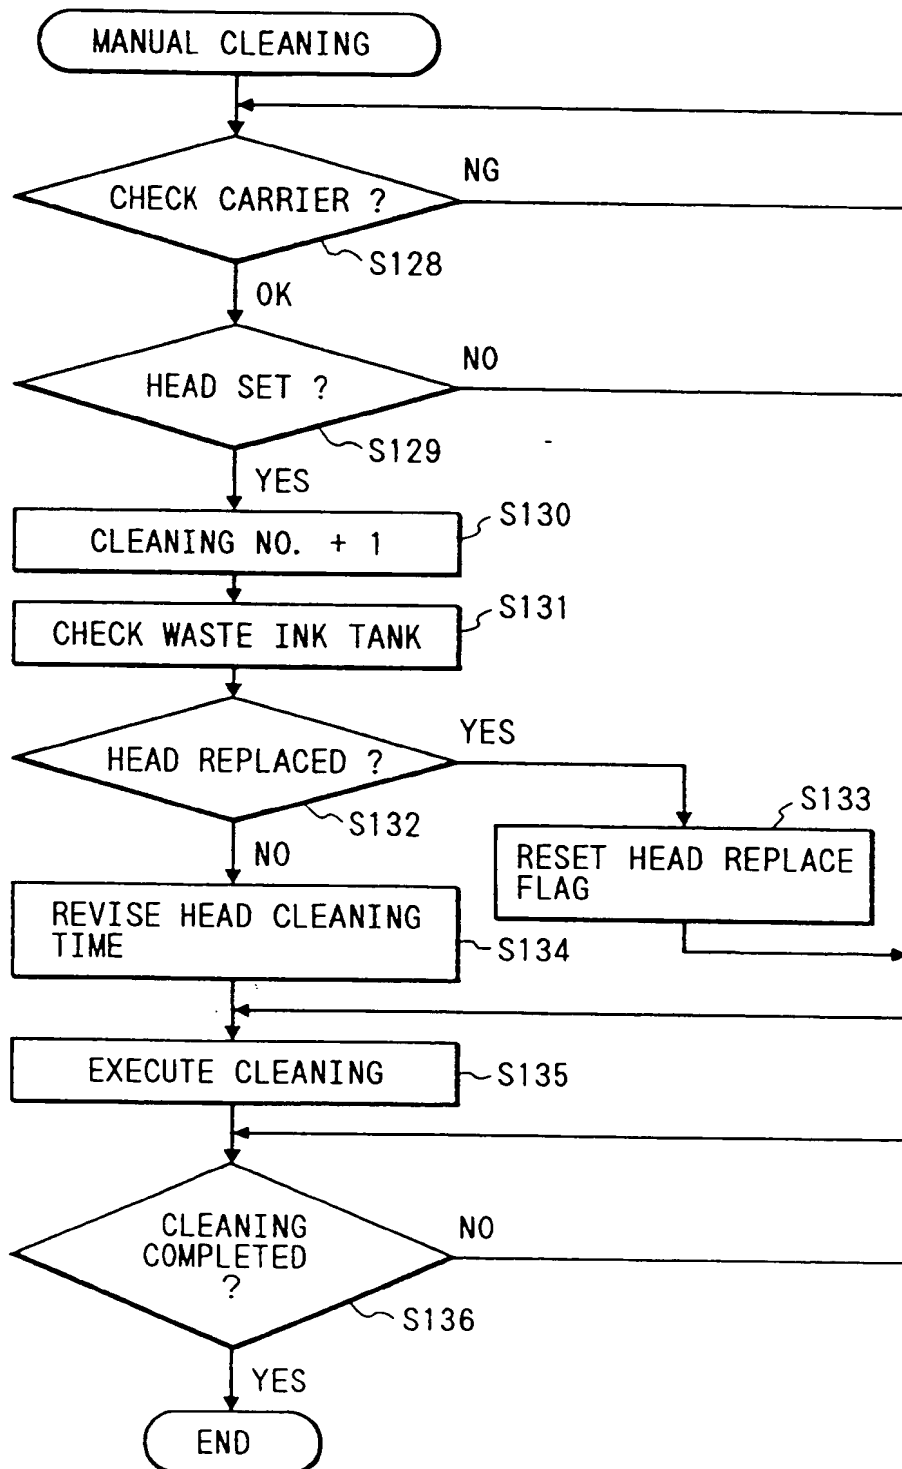 MANUAL CLEANING
CHECK CARRIER ?
NG
S128
OK
HEAD SET ?
NO
S129
YES
CLEANING NO. + 1
S130
CHECK WASTE INK TANK
S131
HEAD REPLACED ?
YES
S132
NO
S133
RESET HEAD REPLACE
FLAG
REVISE HEAD CLEANING
TIME
S134
EXECUTE CLEANING
S135
CLEANING
COMPLETED
?
NO
S136
YES
END